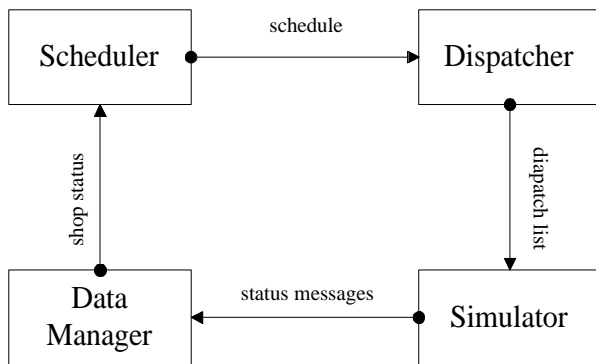 schedule
Scheduler
Dispatcher
shop status
diapatch list
status messages
Data
Manager
Simulator